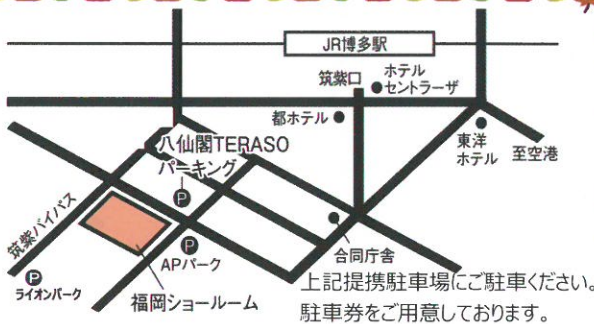 JR博多駅
筑紫口
ホテル
セントラーザ
都ホテル
東洋
ホテル
至空港
八仙閣TERASO
パーキング
P
筑紫バイパス
P
APパーク
合同庁舎
P
ライオンパーク
福岡ショールーム
上記提携駐車場にご駐車ください。
駐車券をご用意しております。